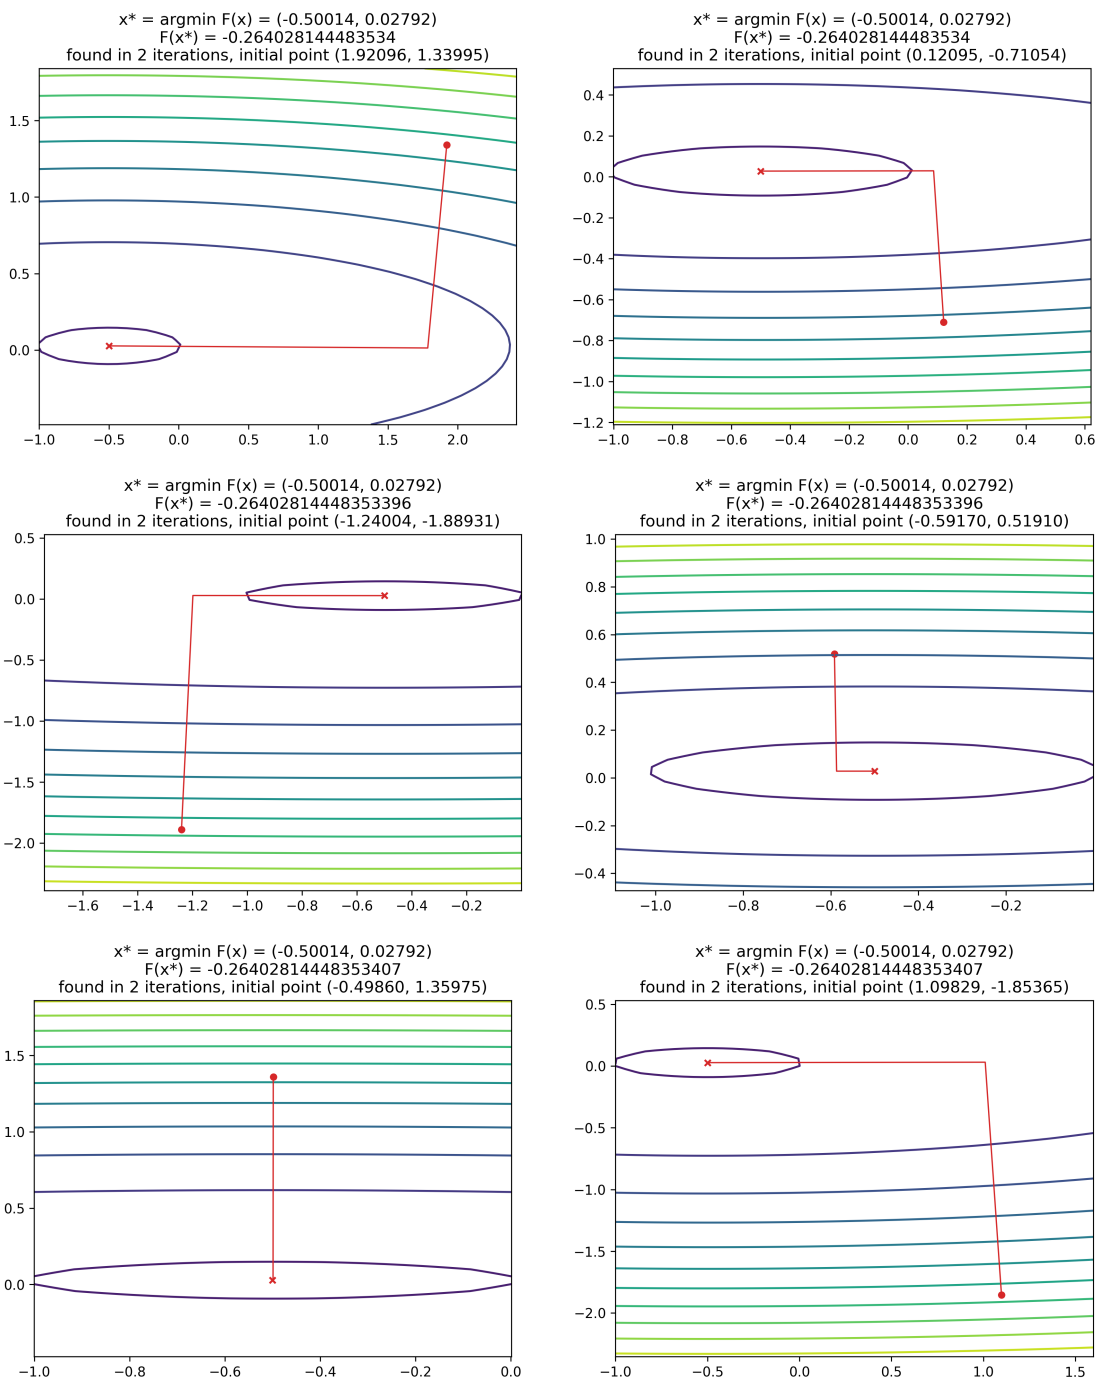 x* = argmin F(x) = (-0.50014, 0.02792)
F(x*) = -0.264028144483534
found in 2 iterations, initial point (1.92096, 1.33995)
1.5
1.0
0.5
0.0
−1.0 −0.5 0.0 0.5 1.0 1.5 2.0
x* = argmin F(x) = (-0.50014, 0.02792)
F(x*) = -0.264028144483534
found in 2 iterations, initial point (0.12095, -0.71054)
0.4
0.2
0.0
−0.2
−0.4
−0.6
−0.8
−1.0
−1.2
−1.0 −0.8 −0.6 −0.4 −0.2 0.0 0.2 0.4 0.6
x* = argmin F(x) = (-0.50014, 0.02792)
F(x*) = -0.26402814448353396
found in 2 iterations, initial point (-1.24004, -1.88931)
0.5
0.0
−0.5
−1.0
−1.5
−2.0
−1.6 −1.4 −1.2 −1.0 −0.8 −0.6 −0.4 −0.2
x* = argmin F(x) = (-0.50014, 0.02792)
F(x*) = -0.26402814448353396
found in 2 iterations, initial point (-0.59170, 0.51910)
1.0
0.8
0.6
0.4
0.2
0.0
−0.2
−0.4
−1.0 −0.8 −0.6 −0.4 −0.2
x* = argmin F(x) = (-0.50014, 0.02792)
F(x*) = -0.26402814448353407
found in 2 iterations, initial point (-0.49860, 1.35975)
1.5
1.0
0.5
0.0
−1.0 −0.8 −0.6 −0.4 −0.2 0.0
x* = argmin F(x) = (-0.50014, 0.02792)
F(x*) = -0.26402814448353407
found in 2 iterations, initial point (1.09829, -1.85365)
0.5
0.0
−0.5
−1.0
−1.5
−2.0
−1.0 −0.5 0.0 0.5 1.0 1.5